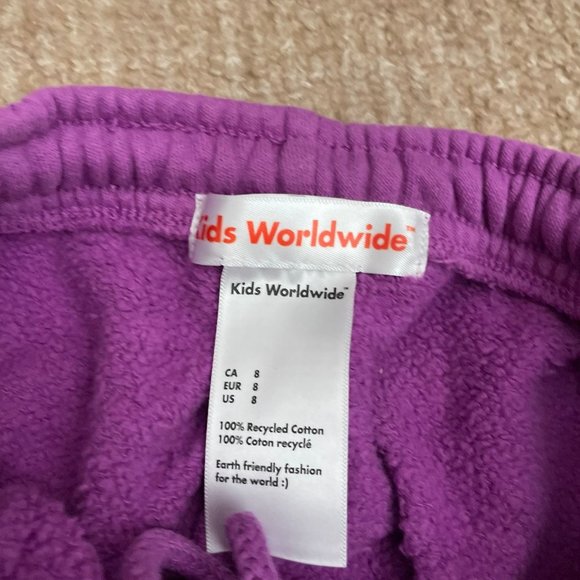 Kids Worldwide™
Kids Worldwide™
CA 8
EUR 8
US 8
100% Recycled Cotton
100% Coton recyclé
Earth friendly fashion
for the world :)